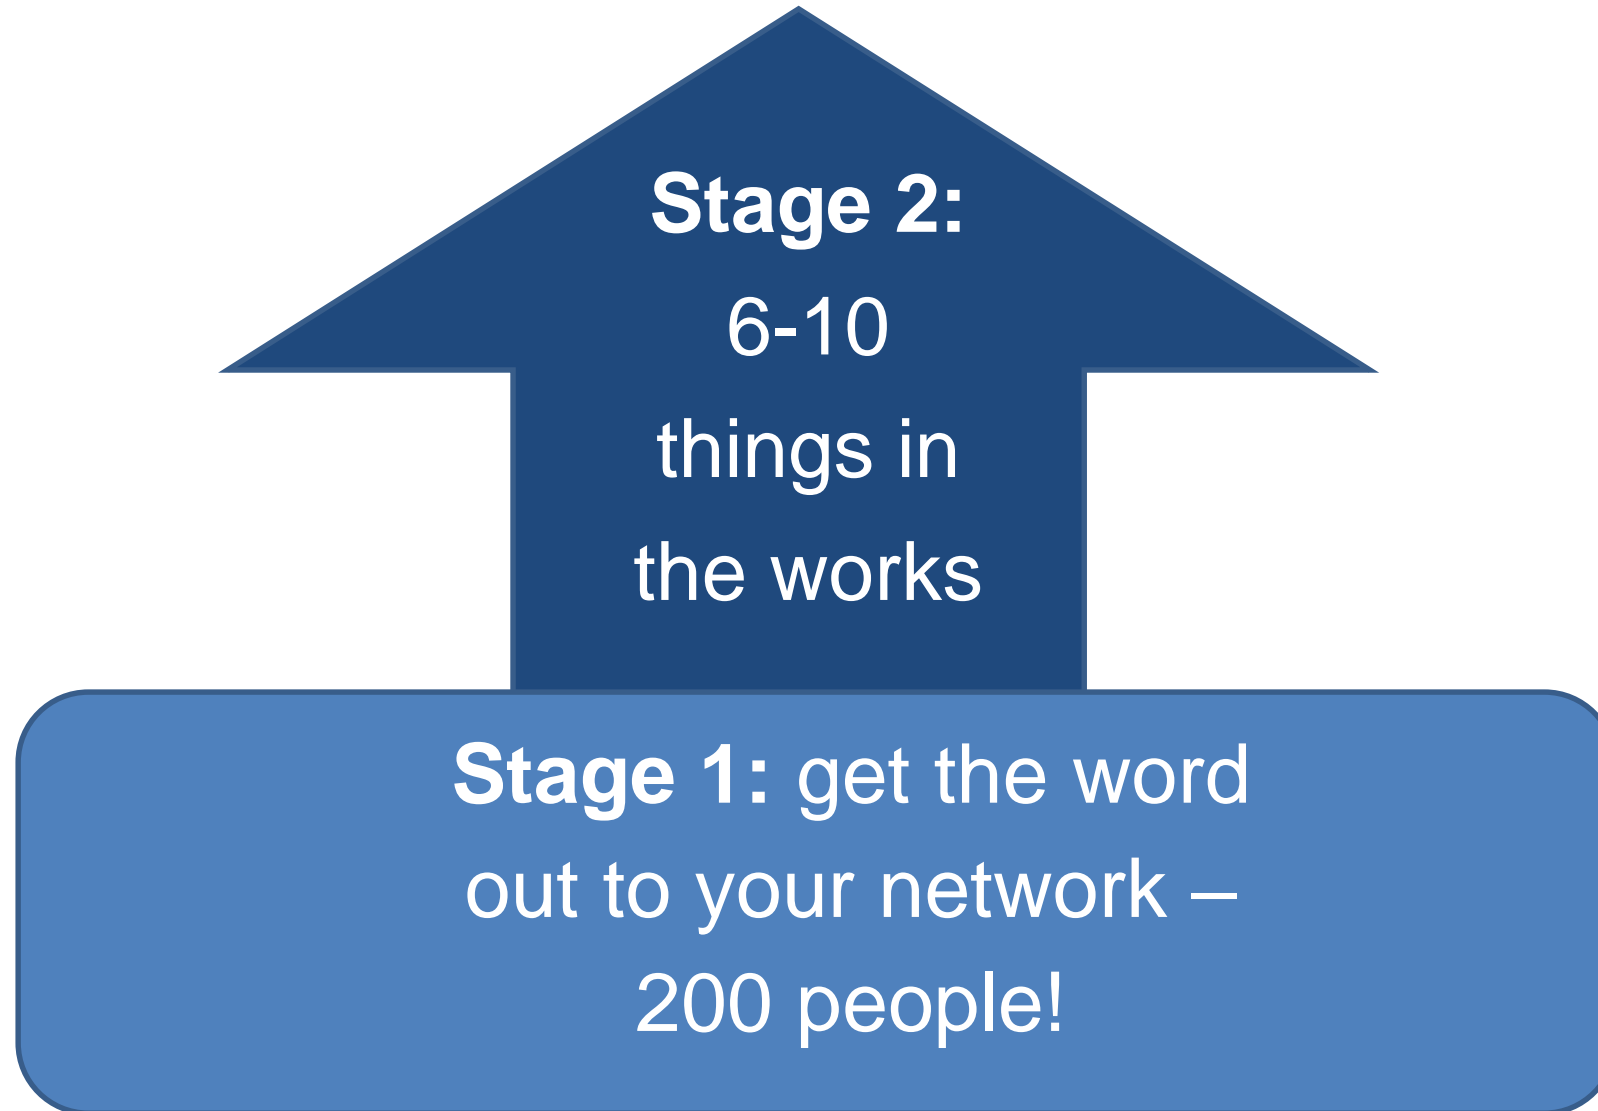 Stage 2:
6-10
things in
the works
Stage 1: get the word
out to your network –
200 people!